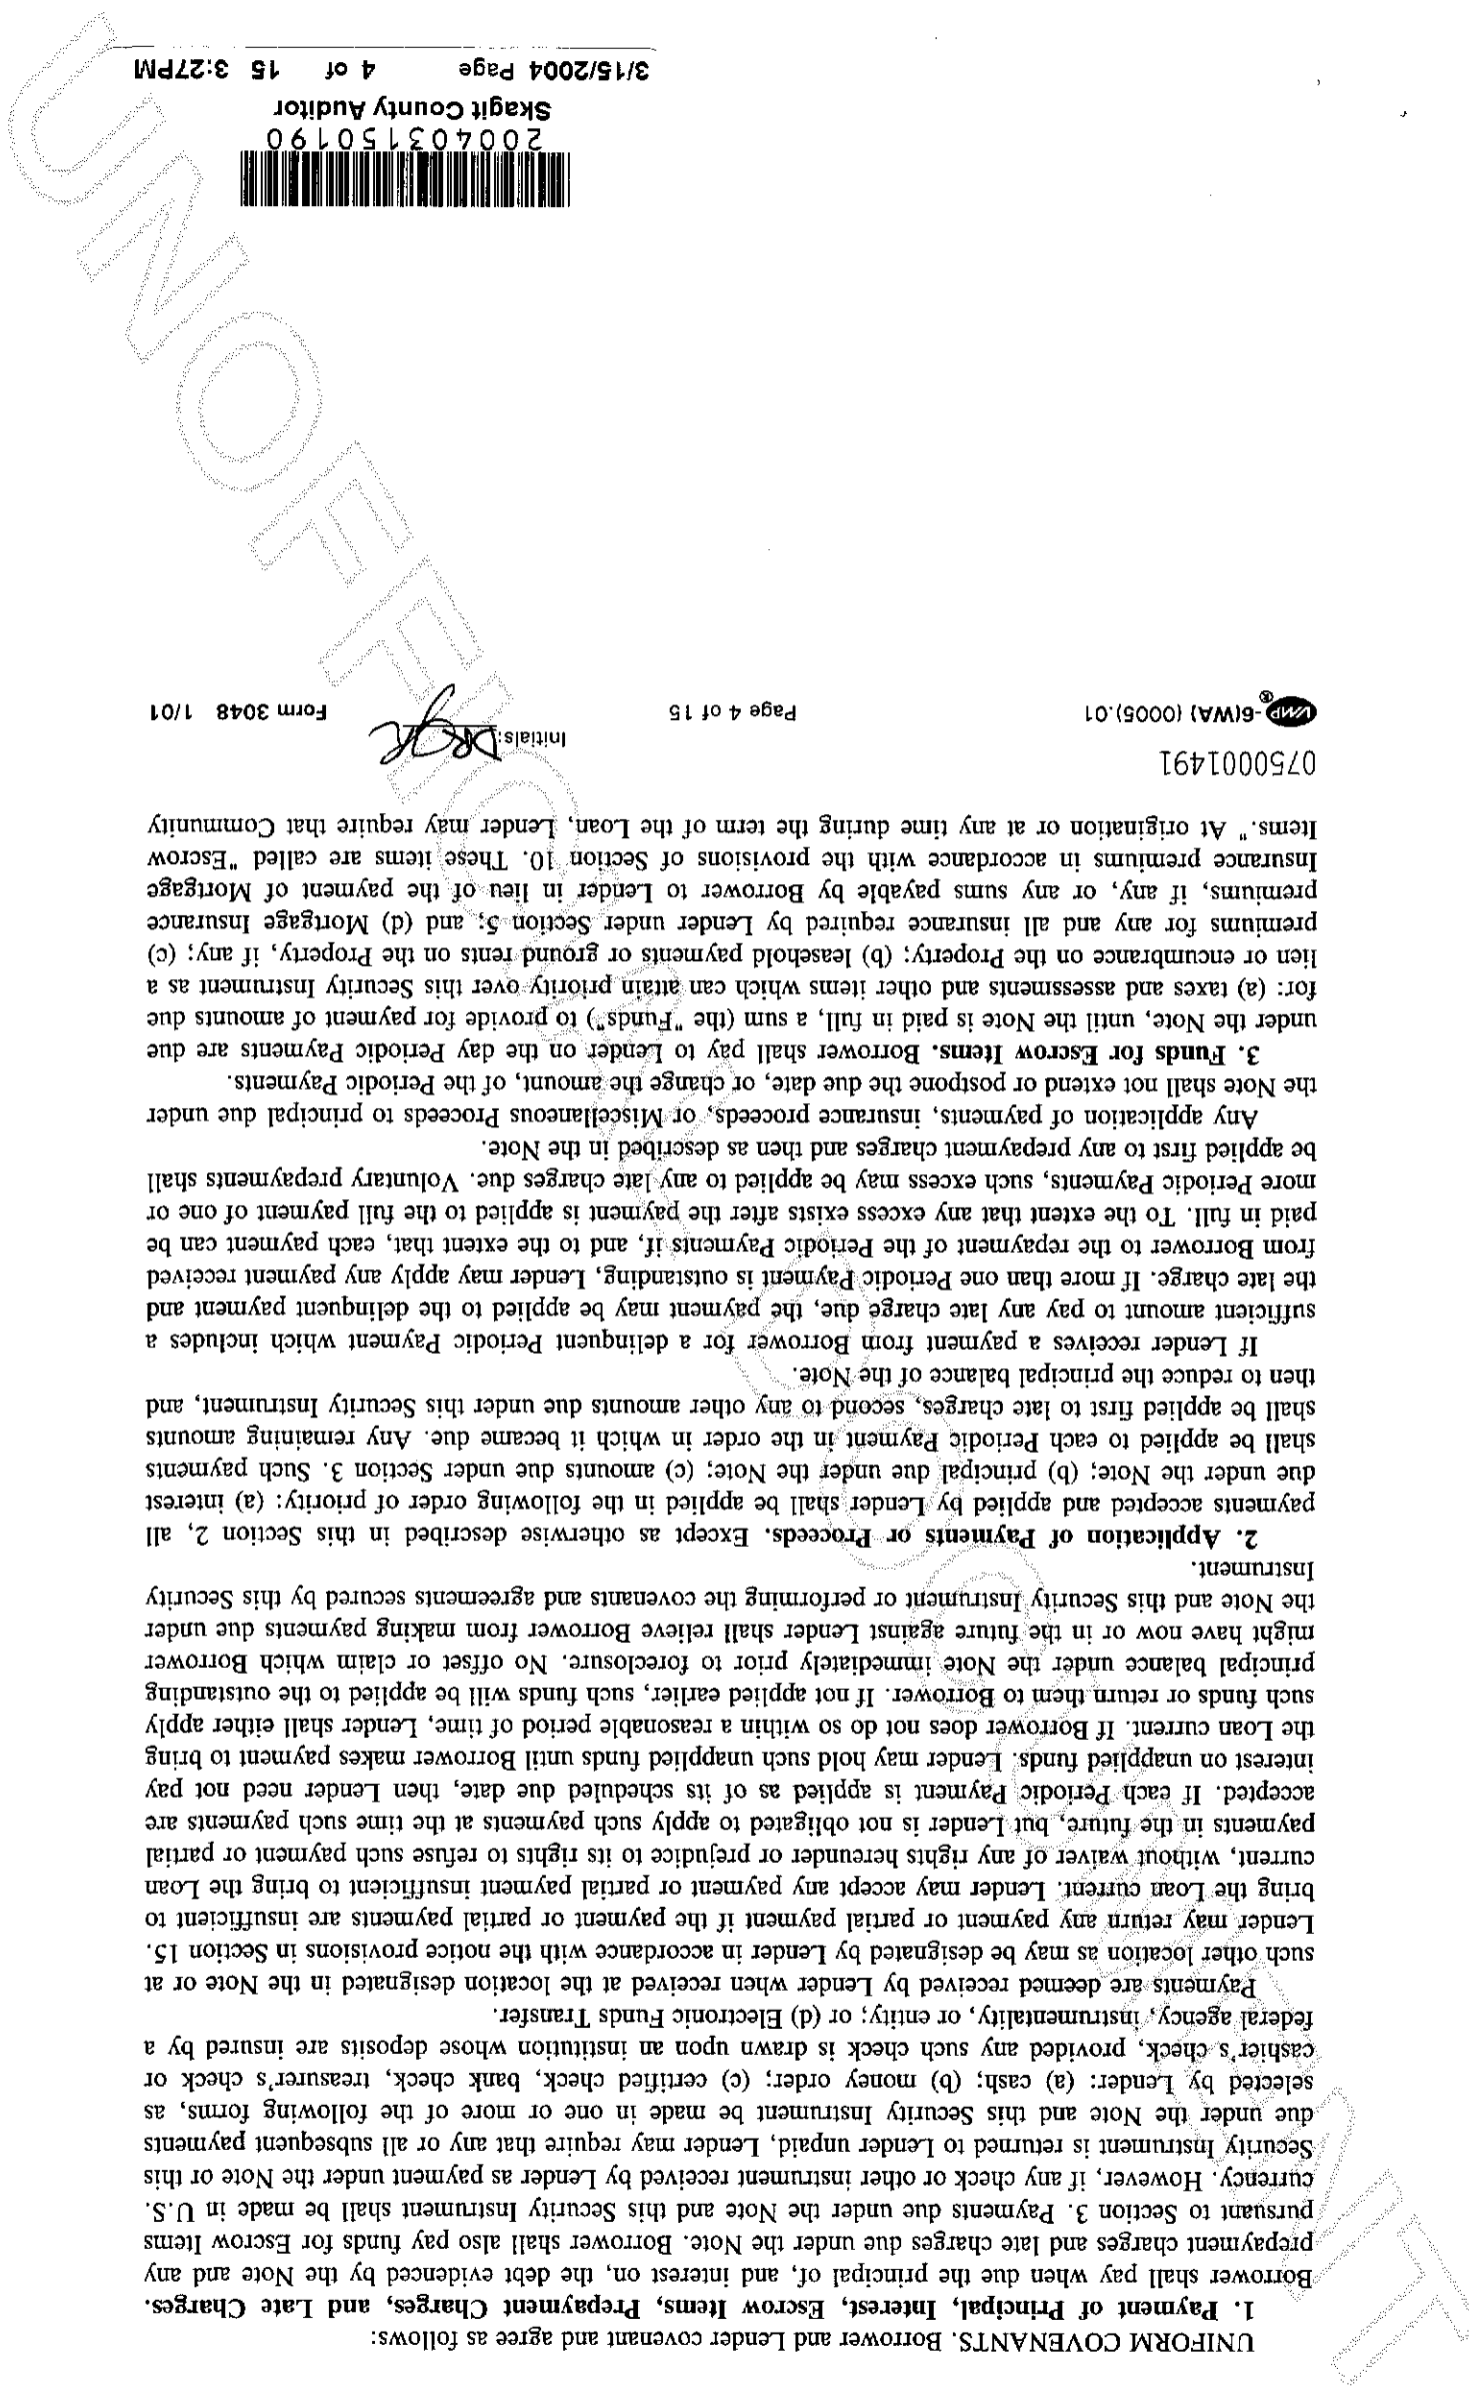 UNIFORM COVENANTS. Borrower and Lender covenant and agree as follows:
1. Payment of Principal, Interest, Escrow Items, Prepayment Charges, and Late Charges.
Borrower shall pay when due the principal of, and interest on, the debt evidenced by the Note and any
prepayment charges and late charges due under the Note. Borrower shall also pay funds for Escrow Items
pursuant to Section 3. Payments due under the Note and this Security Instrument shall be made in U.S.
currency. However, if any check or other instrument received by Lender as payment under the Note or this
Security Instrument is returned to Lender unpaid, Lender may require that any or all subsequent payments
due under the Note and this Security Instrument be made in one or more of the following forms, as
selected by Lender: (a) cash; (b) money order; (c) certified check, bank check, treasurer's check or
cashier's check, provided any such check is drawn upon an institution whose deposits are insured by a
federal agency, instrumentality, or entity; or (d) Electronic Funds Transfer.
Payments are deemed received by Lender when received at the location designated in the Note or at
such other location as may be designated by Lender in accordance with the notice provisions in Section 15.
Lender may return any payment or partial payment if the payment or partial payments are insufficient to
bring the Loan current. Lender may accept any payment or partial payment insufficient to bring the Loan
current, without waiver of any rights hereunder or prejudice to its rights to refuse such payment or partial
payments in the future, but Lender is not obligated to apply such payments at the time such payments are
accepted. If each Periodic Payment is applied as of its scheduled due date, then Lender need not pay
interest on unapplied funds. Lender may hold such unapplied funds until Borrower makes payment to bring
the Loan current. If Borrower does not do so within a reasonable period of time, Lender shall either apply
such funds or return them to Borrower. If not applied earlier, such funds will be applied to the outstanding
principal balance under the Note immediately prior to foreclosure. No offset or claim which Borrower
might have now or in the future against Lender shall relieve Borrower from making payments due under
the Note and this Security Instrument or performing the covenants and agreements secured by this Security
Instrument.
2. Application of Payments or Proceeds. Except as otherwise described in this Section 2, all
payments accepted and applied by Lender shall be applied in the following order of priority: (a) interest
due under the Note; (b) principal due under the Note; (c) amounts due under Section 3. Such payments
shall be applied to each Periodic Payment in the order in which it became due. Any remaining amounts
shall be applied first to late charges, second to any other amounts due under this Security Instrument, and
then to reduce the principal balance of the Note.
If Lender receives a payment from Borrower for a delinquent Periodic Payment which includes a
sufficient amount to pay any late charge due, the payment may be applied to the delinquent payment and
the late charge. If more than one Periodic Payment is outstanding, Lender may apply any payment received
from Borrower to the repayment of the Periodic Payments if, and to the extent that, each payment can be
paid in full. To the extent that any excess exists after the payment is applied to the full payment of one or
more Periodic Payments, such excess may be applied to any late charges due. Voluntary prepayments shall
be applied first to any prepayment charges and then as described in the Note.
Any application of payments, insurance proceeds, or Miscellaneous Proceeds to principal due under
the Note shall not extend or postpone the due date, or change the amount, of the Periodic Payments.
3. Funds for Escrow Items. Borrower shall pay to Lender on the day Periodic Payments are due
under the Note, until the Note is paid in full, a sum (the "Funds") to provide for payment of amounts due
for: (a) taxes and assessments and other items which can attain priority over this Security Instrument as a
lien or encumbrance on the Property; (b) leasehold payments or ground rents on the Property, if any; (c)
premiums for any and all insurance required by Lender under Section 5; and (d) Mortgage Insurance
premiums, if any, or any sums payable by Borrower to Lender in lieu of the payment of Mortgage
Insurance premiums in accordance with the provisions of Section 10. These items are called "Escrow
Items." At origination or at any time during the term of the Loan, Lender may require that Community
0750001491
Initials:
VMP®-6(WA) (0005).01 Page 4 of 15 Form 3048 1/01
200403150190
Skagit County Auditor
3/15/2004 Page 4 of 15 3:27PM
UNOFFICIAL DOCUMENT